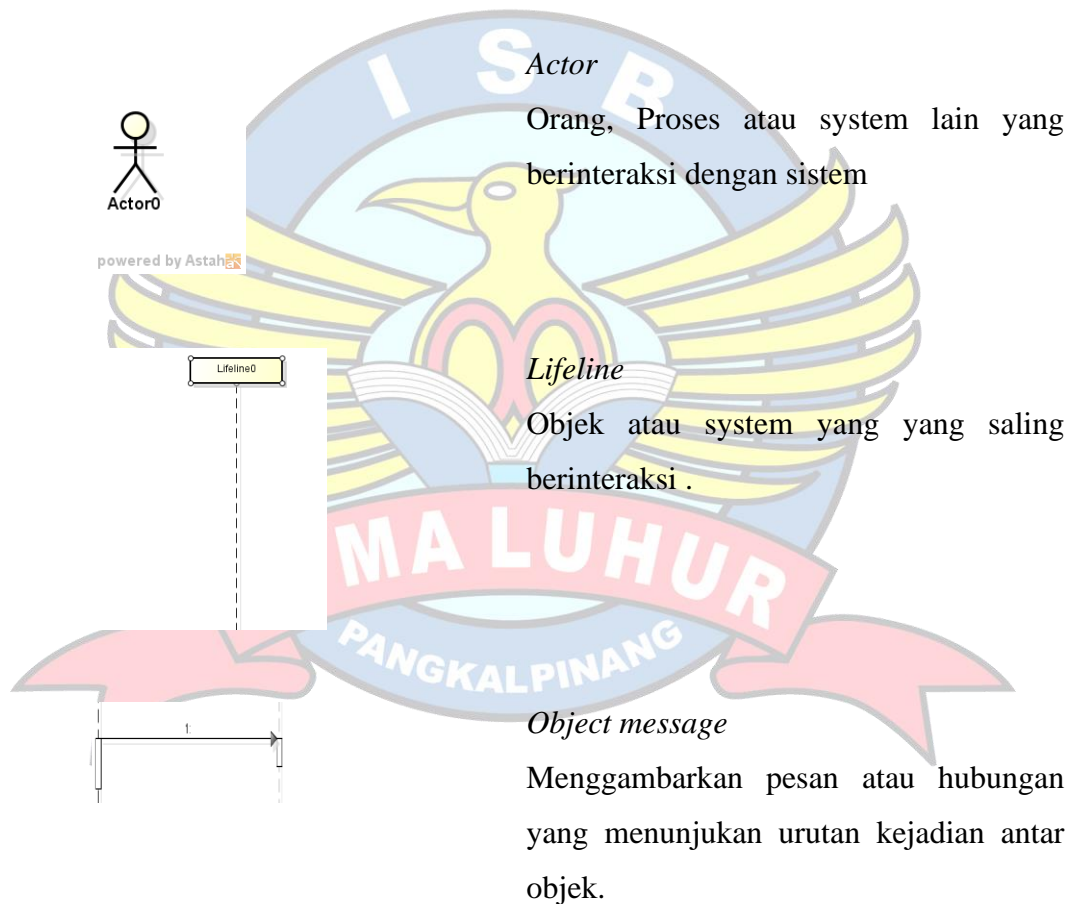 I S B
Actor
Orang, Proses atau system lain yang
berinteraksi dengan sistem
Actor0
powered by Astah
Lifeline0
Lifeline
Objek atau system yang yang saling
berinteraksi .
MA LUHUR
PANGKALPINANG
1:
Object message
Menggambarkan pesan atau hubungan
yang menunjukan urutan kejadian antar
objek.